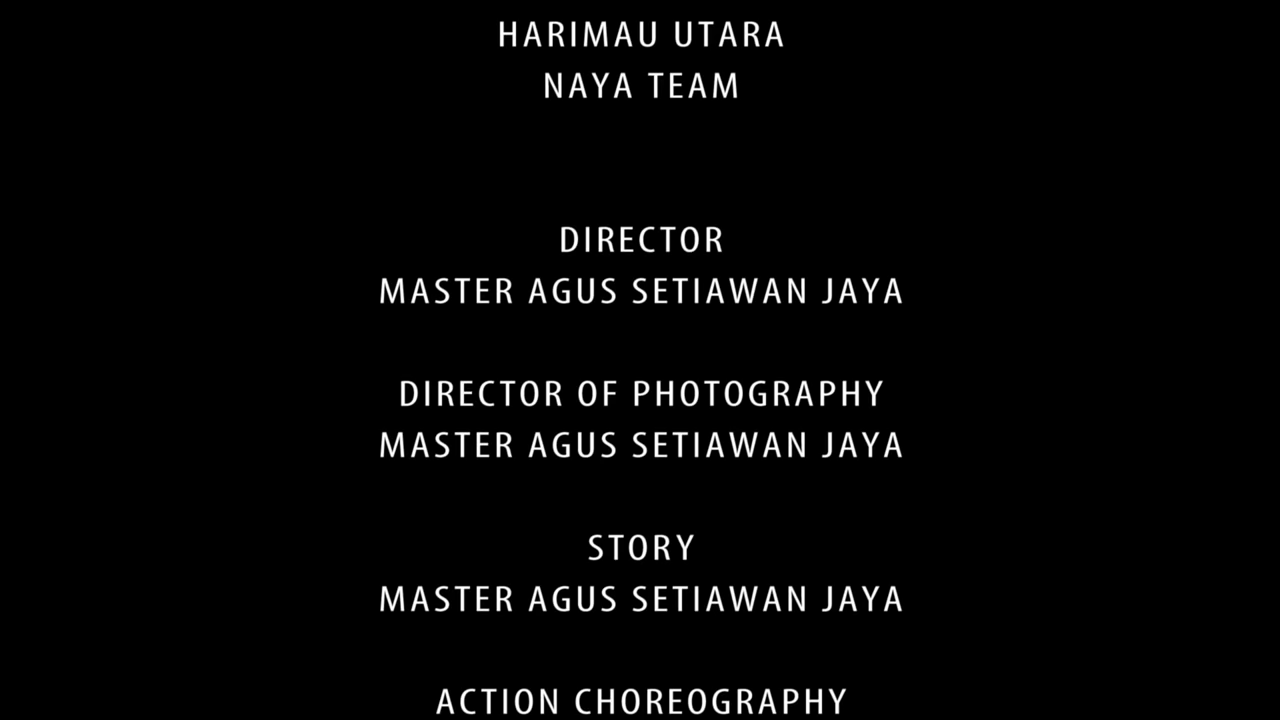 HARIMAU UTARA
NAYA TEAM
DIRECTOR
MASTER AGUS SETIAWAN JAYA
DIRECTOR OF PHOTOGRAPHY
MASTER AGUS SETIAWAN JAYA
STORY
MASTER AGUS SETIAWAN JAYA
ACTION CHOREOGRAPHY